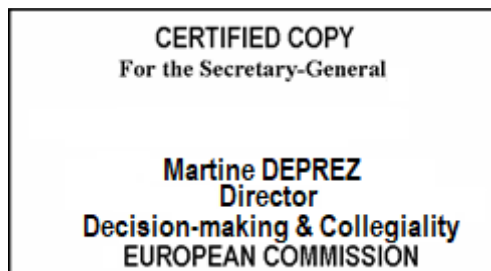 CERTIFIED COPY
For the Secretary-General
Martine DEPREZ
Director
Decision-making & Collegiality
EUROPEAN COMMISSION